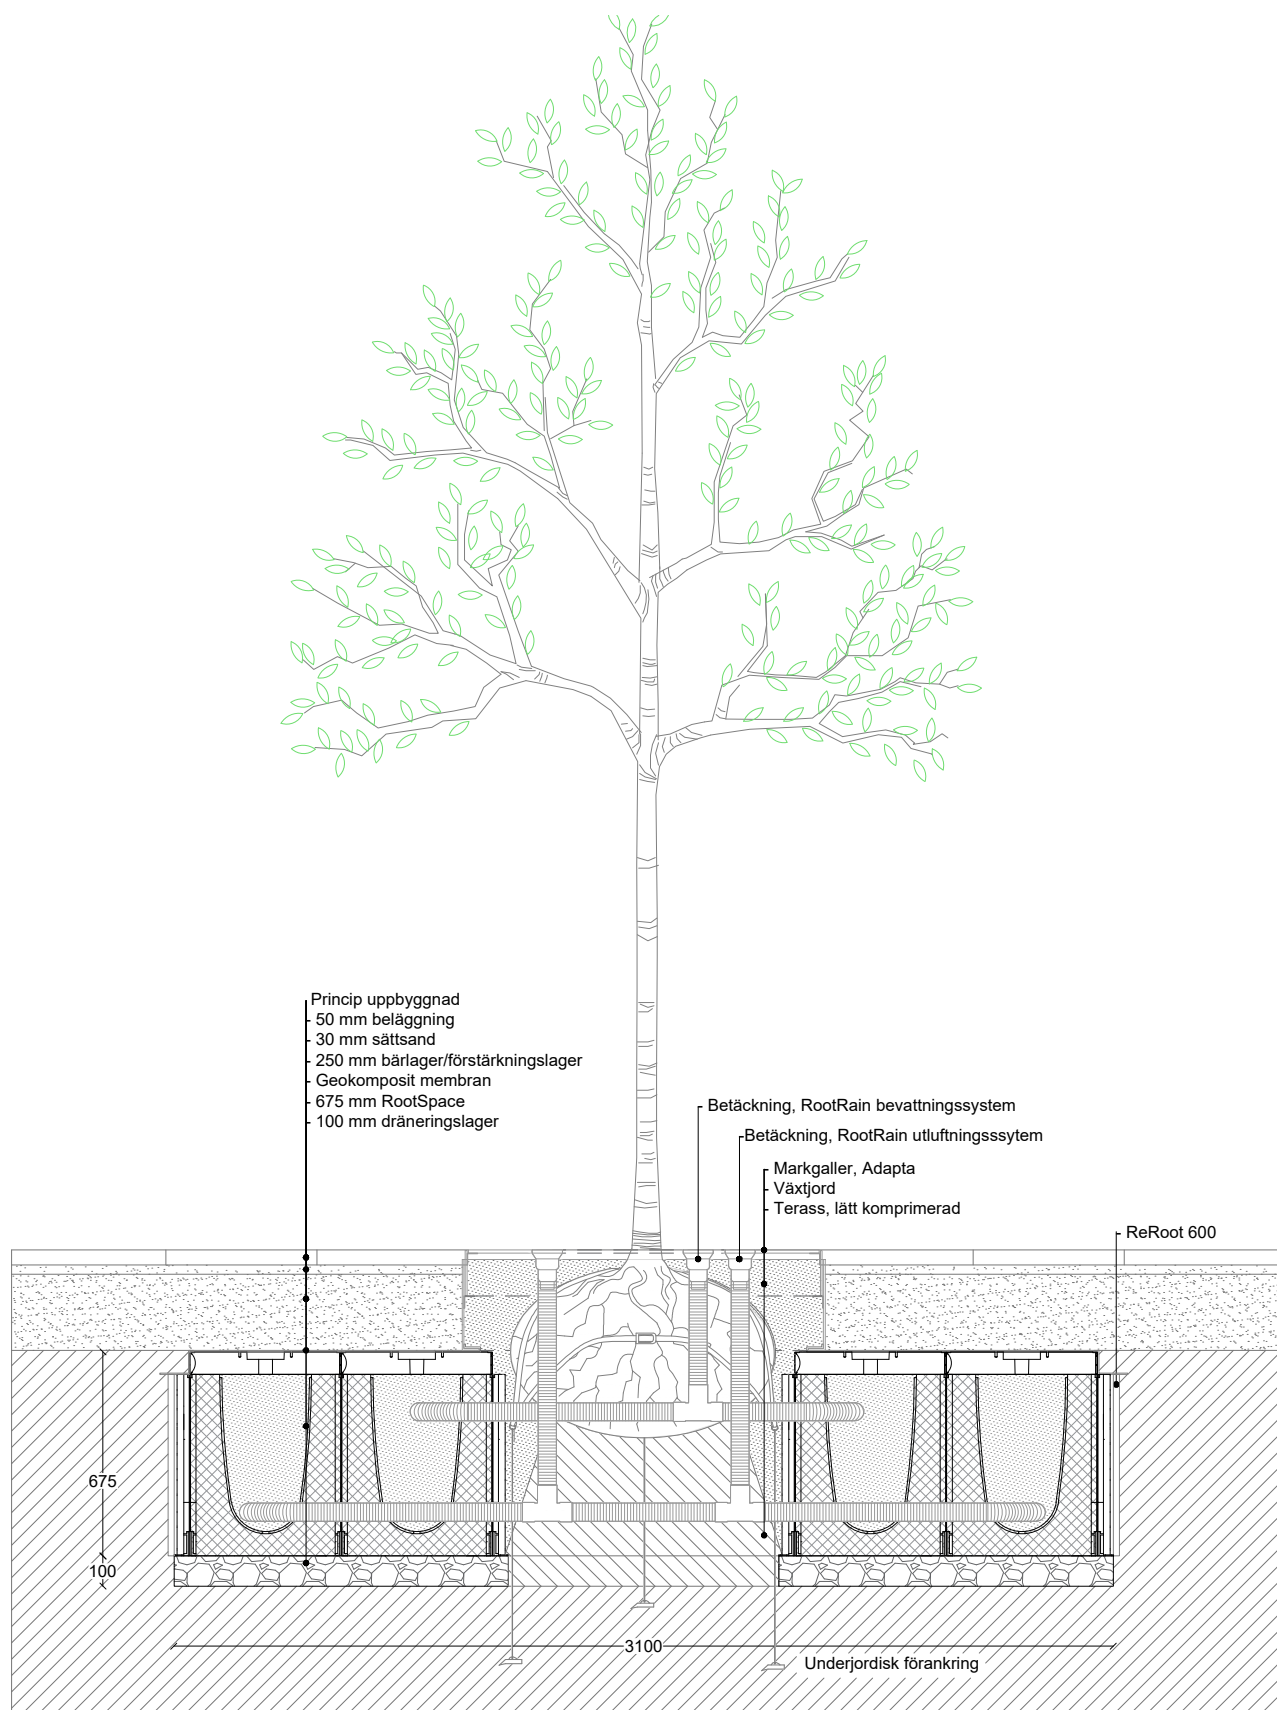 Princip uppbyggnad
50 mm beläggning
30 mm sättsand
250 mm bärlager/förstärkningslager
Geokomposit membran
675 mm RootSpace
100 mm dräneringslager
Betäckning, RootRain bevattningssystem
Betäckning, RootRain utluftningsssytem
Markgaller, Adapta
Växtjord
Terass, lätt komprimerad
ReRoot 600
675
100
3100
Underjordisk förankring